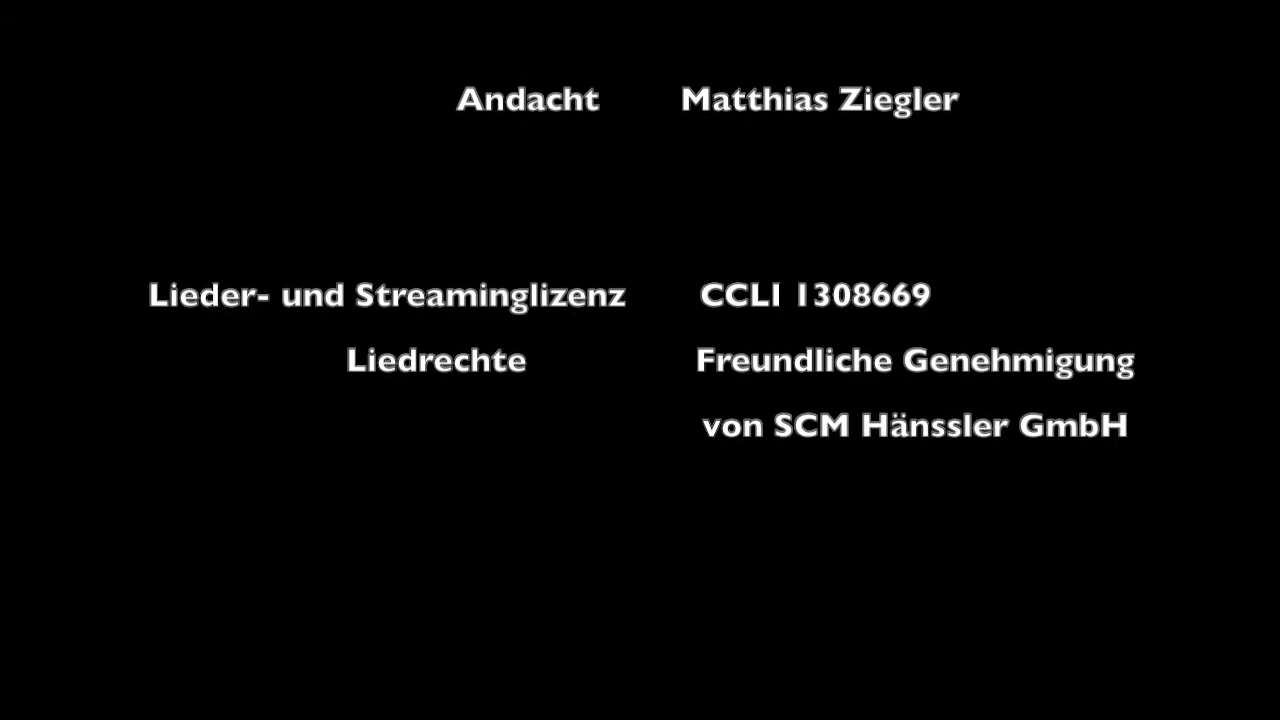 Andacht Matthias Ziegler
Lieder- und Streaminglizenz CCLI 1308669
Liedrechte Freundliche Genehmigung
von SCM Hänssler GmbH